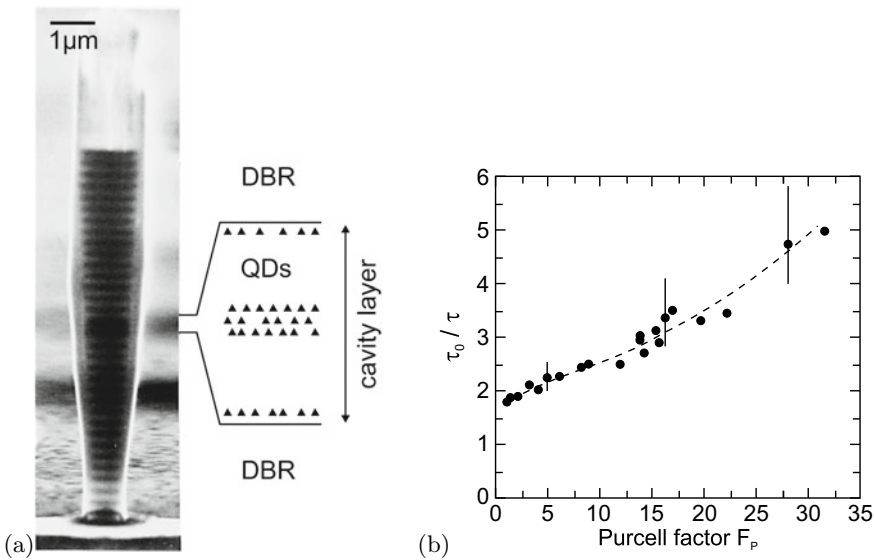 1μm
DBR
QDs
cavity layer
DBR
(a)
6
5
4
3
2
1
0
τ₀ / τ
0 5 10 15 20 25 30 35
Purcell factor Fₚ
(b)